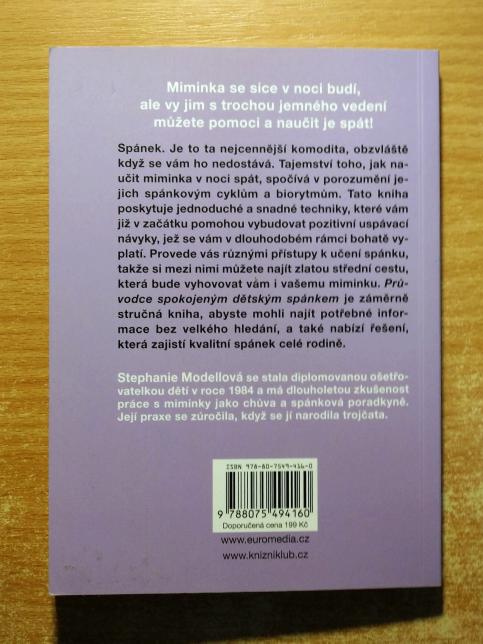 Miminka se sice v noci budí,
ale vy jim s trochou jemného vedení
můžete pomoci a naučit je spát!
Spánek. Je to ta nejcennější komodita, obzvláště
když se vám ho nedostává. Tajemství toho, jak na-
učit miminka v noci spát, spočívá v porozumění je-
jich spánkovým cyklům a biorytmům. Tato kniha
poskytuje jednoduché a snadné techniky, které vám
již v začátku pomohou vybudovat pozitivní uspávací
návyky, jež se vám v dlouhodobém rámci bohatě vy-
platí. Provede vás různými přístupy k učení spánku,
takže si mezi nimi můžete najít zlatou střední cestu,
která bude vyhovovat vám i vašemu miminku. Prů-
vodce spokojeným dětským spánkem je záměrně
stručná kniha, abyste mohli najít potřebné infor-
mace bez velkého hledání, a také nabízí řešení,
která zajistí kvalitní spánek celé rodině.
Stephanie Modellová se stala diplomovanou ošetřo-
vatelkou dětí v roce 1984 a má dlouholetou zkušenost
práce s miminky jako chůva a spánková poradkyně.
Její praxe se zúročila, když se jí narodila trojčata.
ISBN 978-80-7549-416-0
9 788075 494160
Doporučená cena 199 Kč
www.euromedia.cz
www.knizniklub.cz